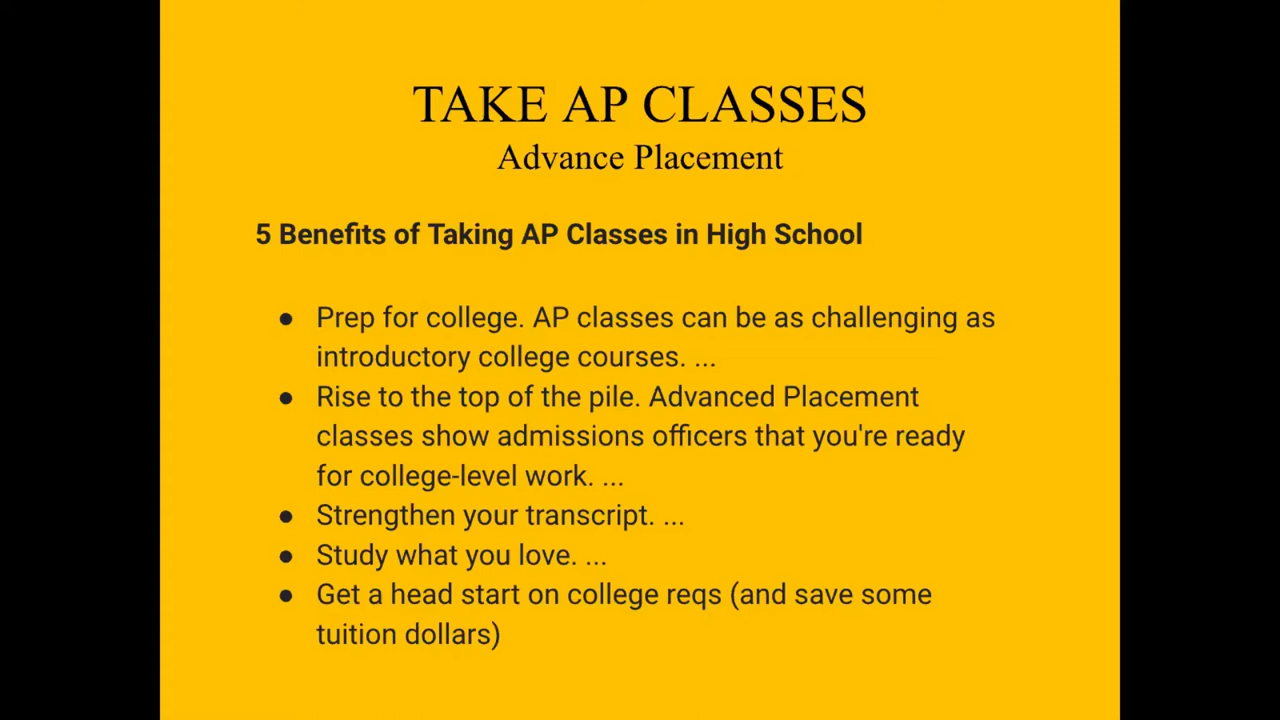 TAKE AP CLASSES
Advance Placement
5 Benefits of Taking AP Classes in High School
● Prep for college. AP classes can be as challenging as
introductory college courses. ...
● Rise to the top of the pile. Advanced Placement
classes show admissions officers that you're ready
for college-level work. ...
● Strengthen your transcript. ...
● Study what you love. ...
● Get a head start on college reqs (and save some
tuition dollars)